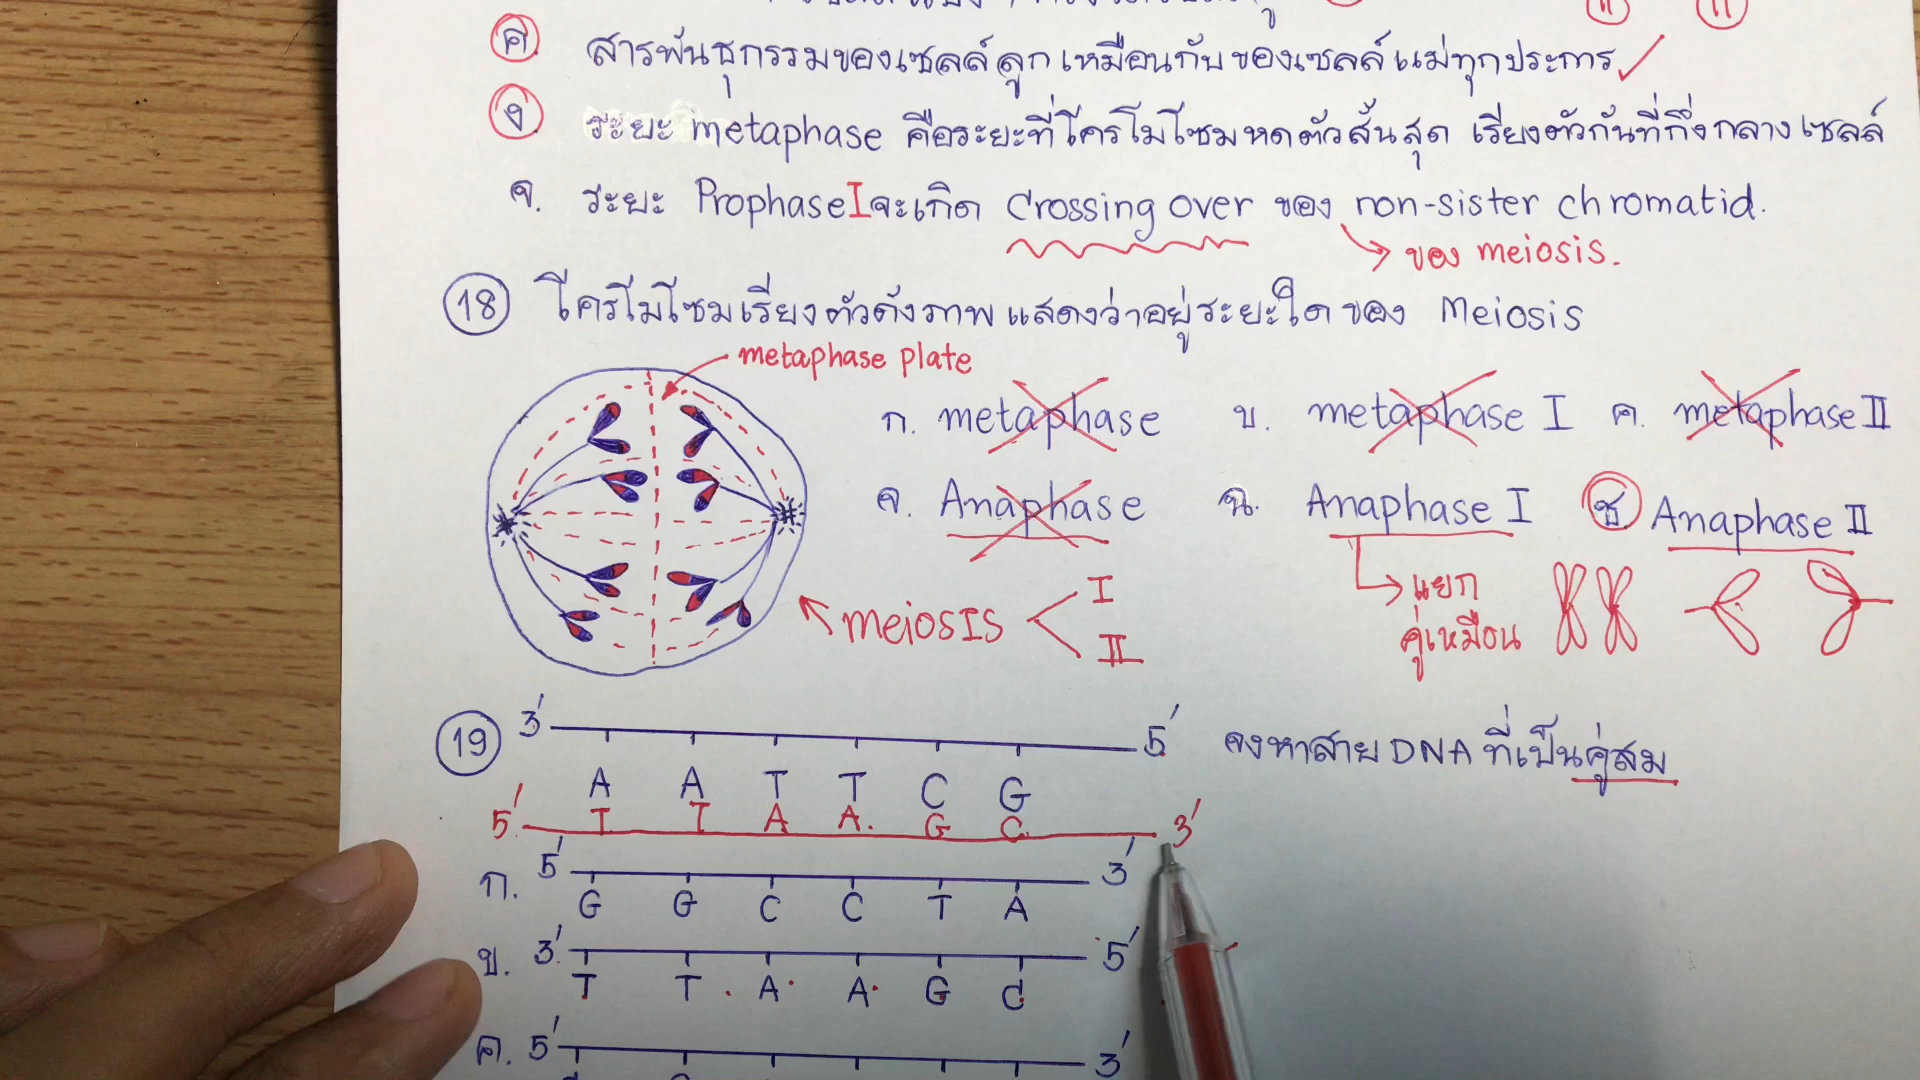 ค. สารพันธุกรรมของเซลล์ลูกเหมือนกับของเซลล์แม่ทุกประการ ✓
ง. ระยะ metaphase คือระยะที่โครโมโซมหดตัวสั้นสุด เรียงตัวกันที่กึ่งกลางเซลล์
จ. ระยะ Prophase I จะเกิด Crossing over ของ non-sister chromatid.
ของ meiosis.
18 โครโมโซมเรียงตัวดังภาพ แสดงว่าอยู่ระยะใดของ Meiosis
metaphase plate
ก. metaphase ข. metaphase I ค. metaphase II
จ. Anaphase ฉ. Anaphase I ช. Anaphase II
meiosis I II
แยก
คู่เหมือน
19 3' 5' จงหาสาย DNA ที่เป็นคู่สม
A A T T C G
5' T T A A. G C 3'
ก. 5' 3'
G G C C T A
ข. 3' 5'
T T A A G C
ค. 5' 3'